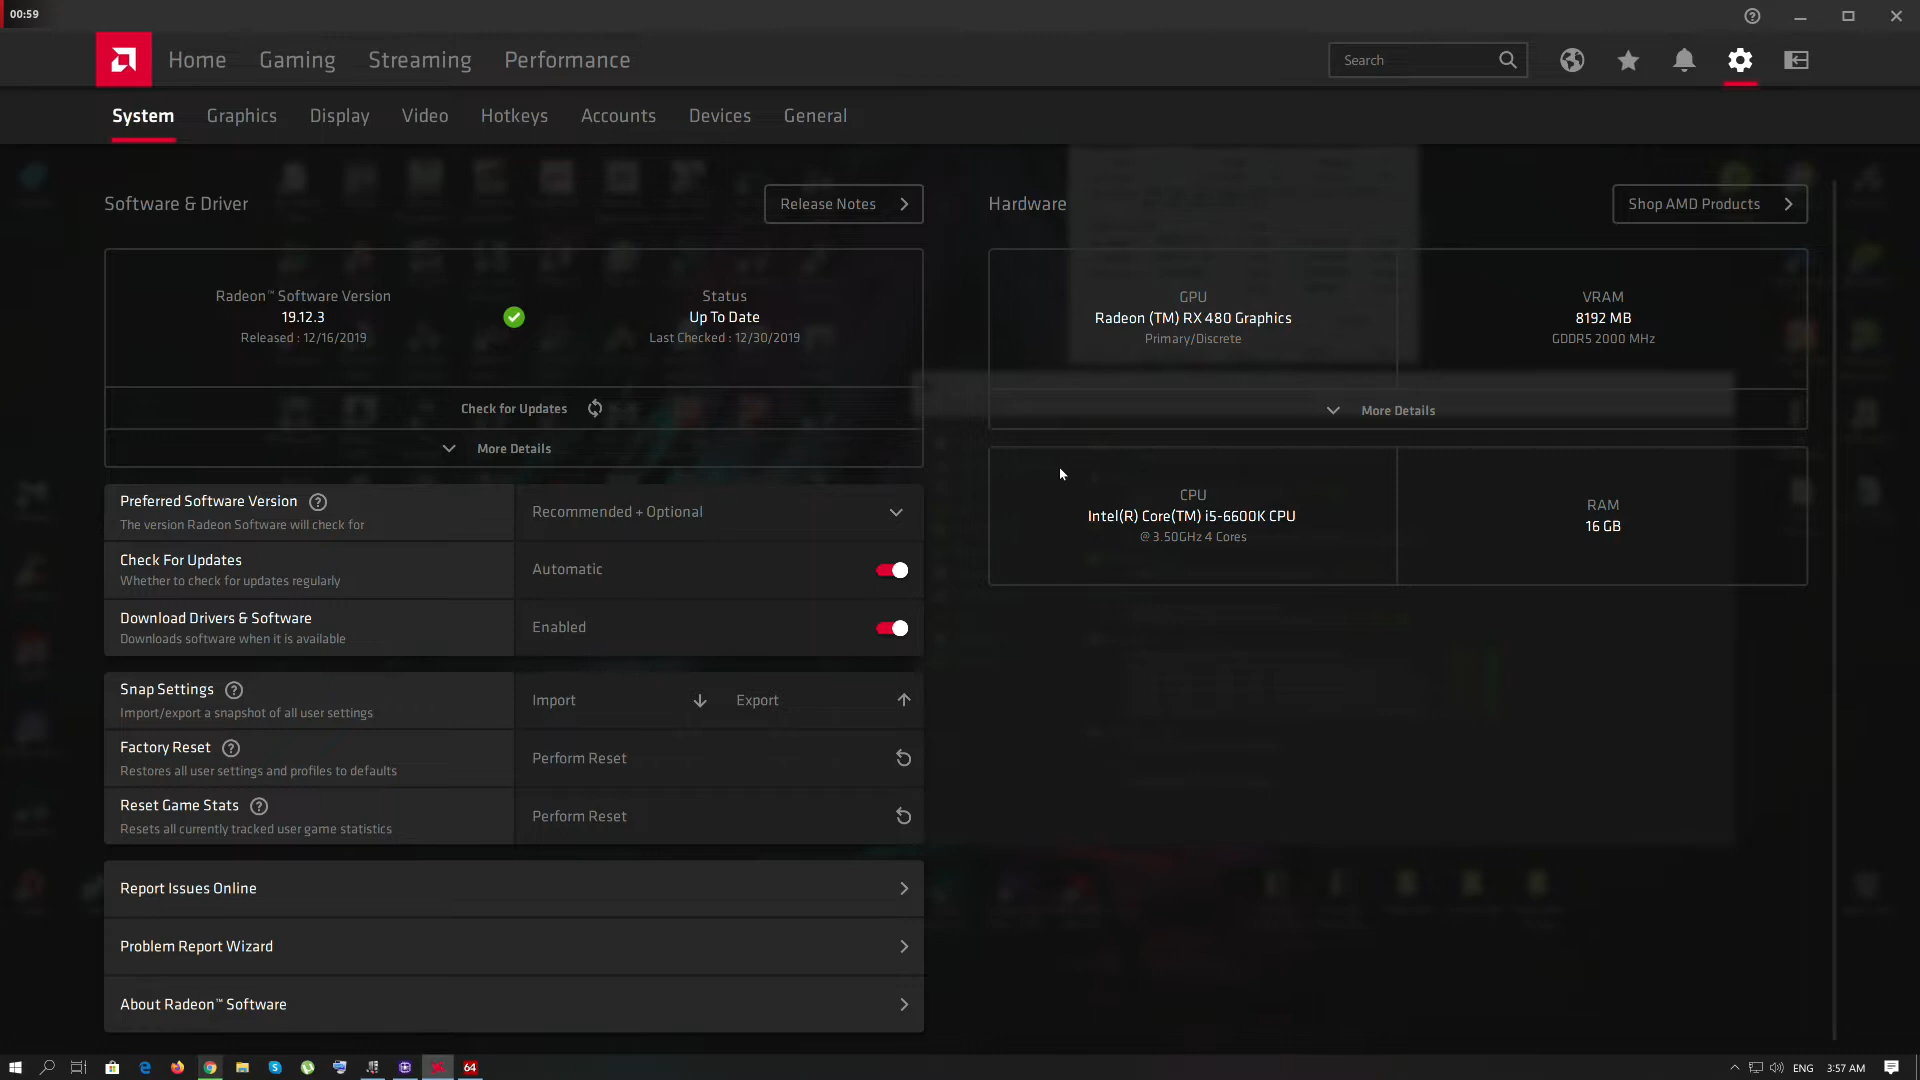 00:59
Home
Gaming
Streaming
Performance
Search
System
Graphics
Display
Video
Hotkeys
Accounts
Devices
General
Software & Driver
Release Notes
Radeon™ Software Version
19.12.3
Released : 12/16/2019
Status
Up To Date
Last Checked : 12/30/2019
Check for Updates
More Details
Preferred Software Version
The version Radeon Software will check for
Recommended + Optional
Check For Updates
Whether to check for updates regularly
Automatic
Download Drivers & Software
Downloads software when it is available
Enabled
Snap Settings
Import/export a snapshot of all user settings
Import
Export
Factory Reset
Restores all user settings and profiles to defaults
Perform Reset
Reset Game Stats
Resets all currently tracked user game statistics
Perform Reset
Report Issues Online
Problem Report Wizard
About Radeon™ Software
Hardware
Shop AMD Products
GPU
Radeon (TM) RX 480 Graphics
Primary/Discrete
VRAM
8192 MB
GDDR5 2000 MHz
More Details
CPU
Intel(R) Core(TM) i5-6600K CPU
@ 3.50GHz 4 Cores
RAM
16 GB
64
ENG
3:57 AM